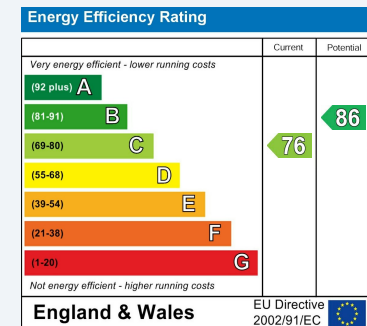 Energy Efficiency Rating
Current Potential
Very energy efficient - lower running costs
(92 plus) A
(81-91) B 86
(69-80) C 76
(55-68) D
(39-54) E
(21-38) F
(1-20) G
Not energy efficient - higher running costs
England & Wales
EU Directive
2002/91/EC